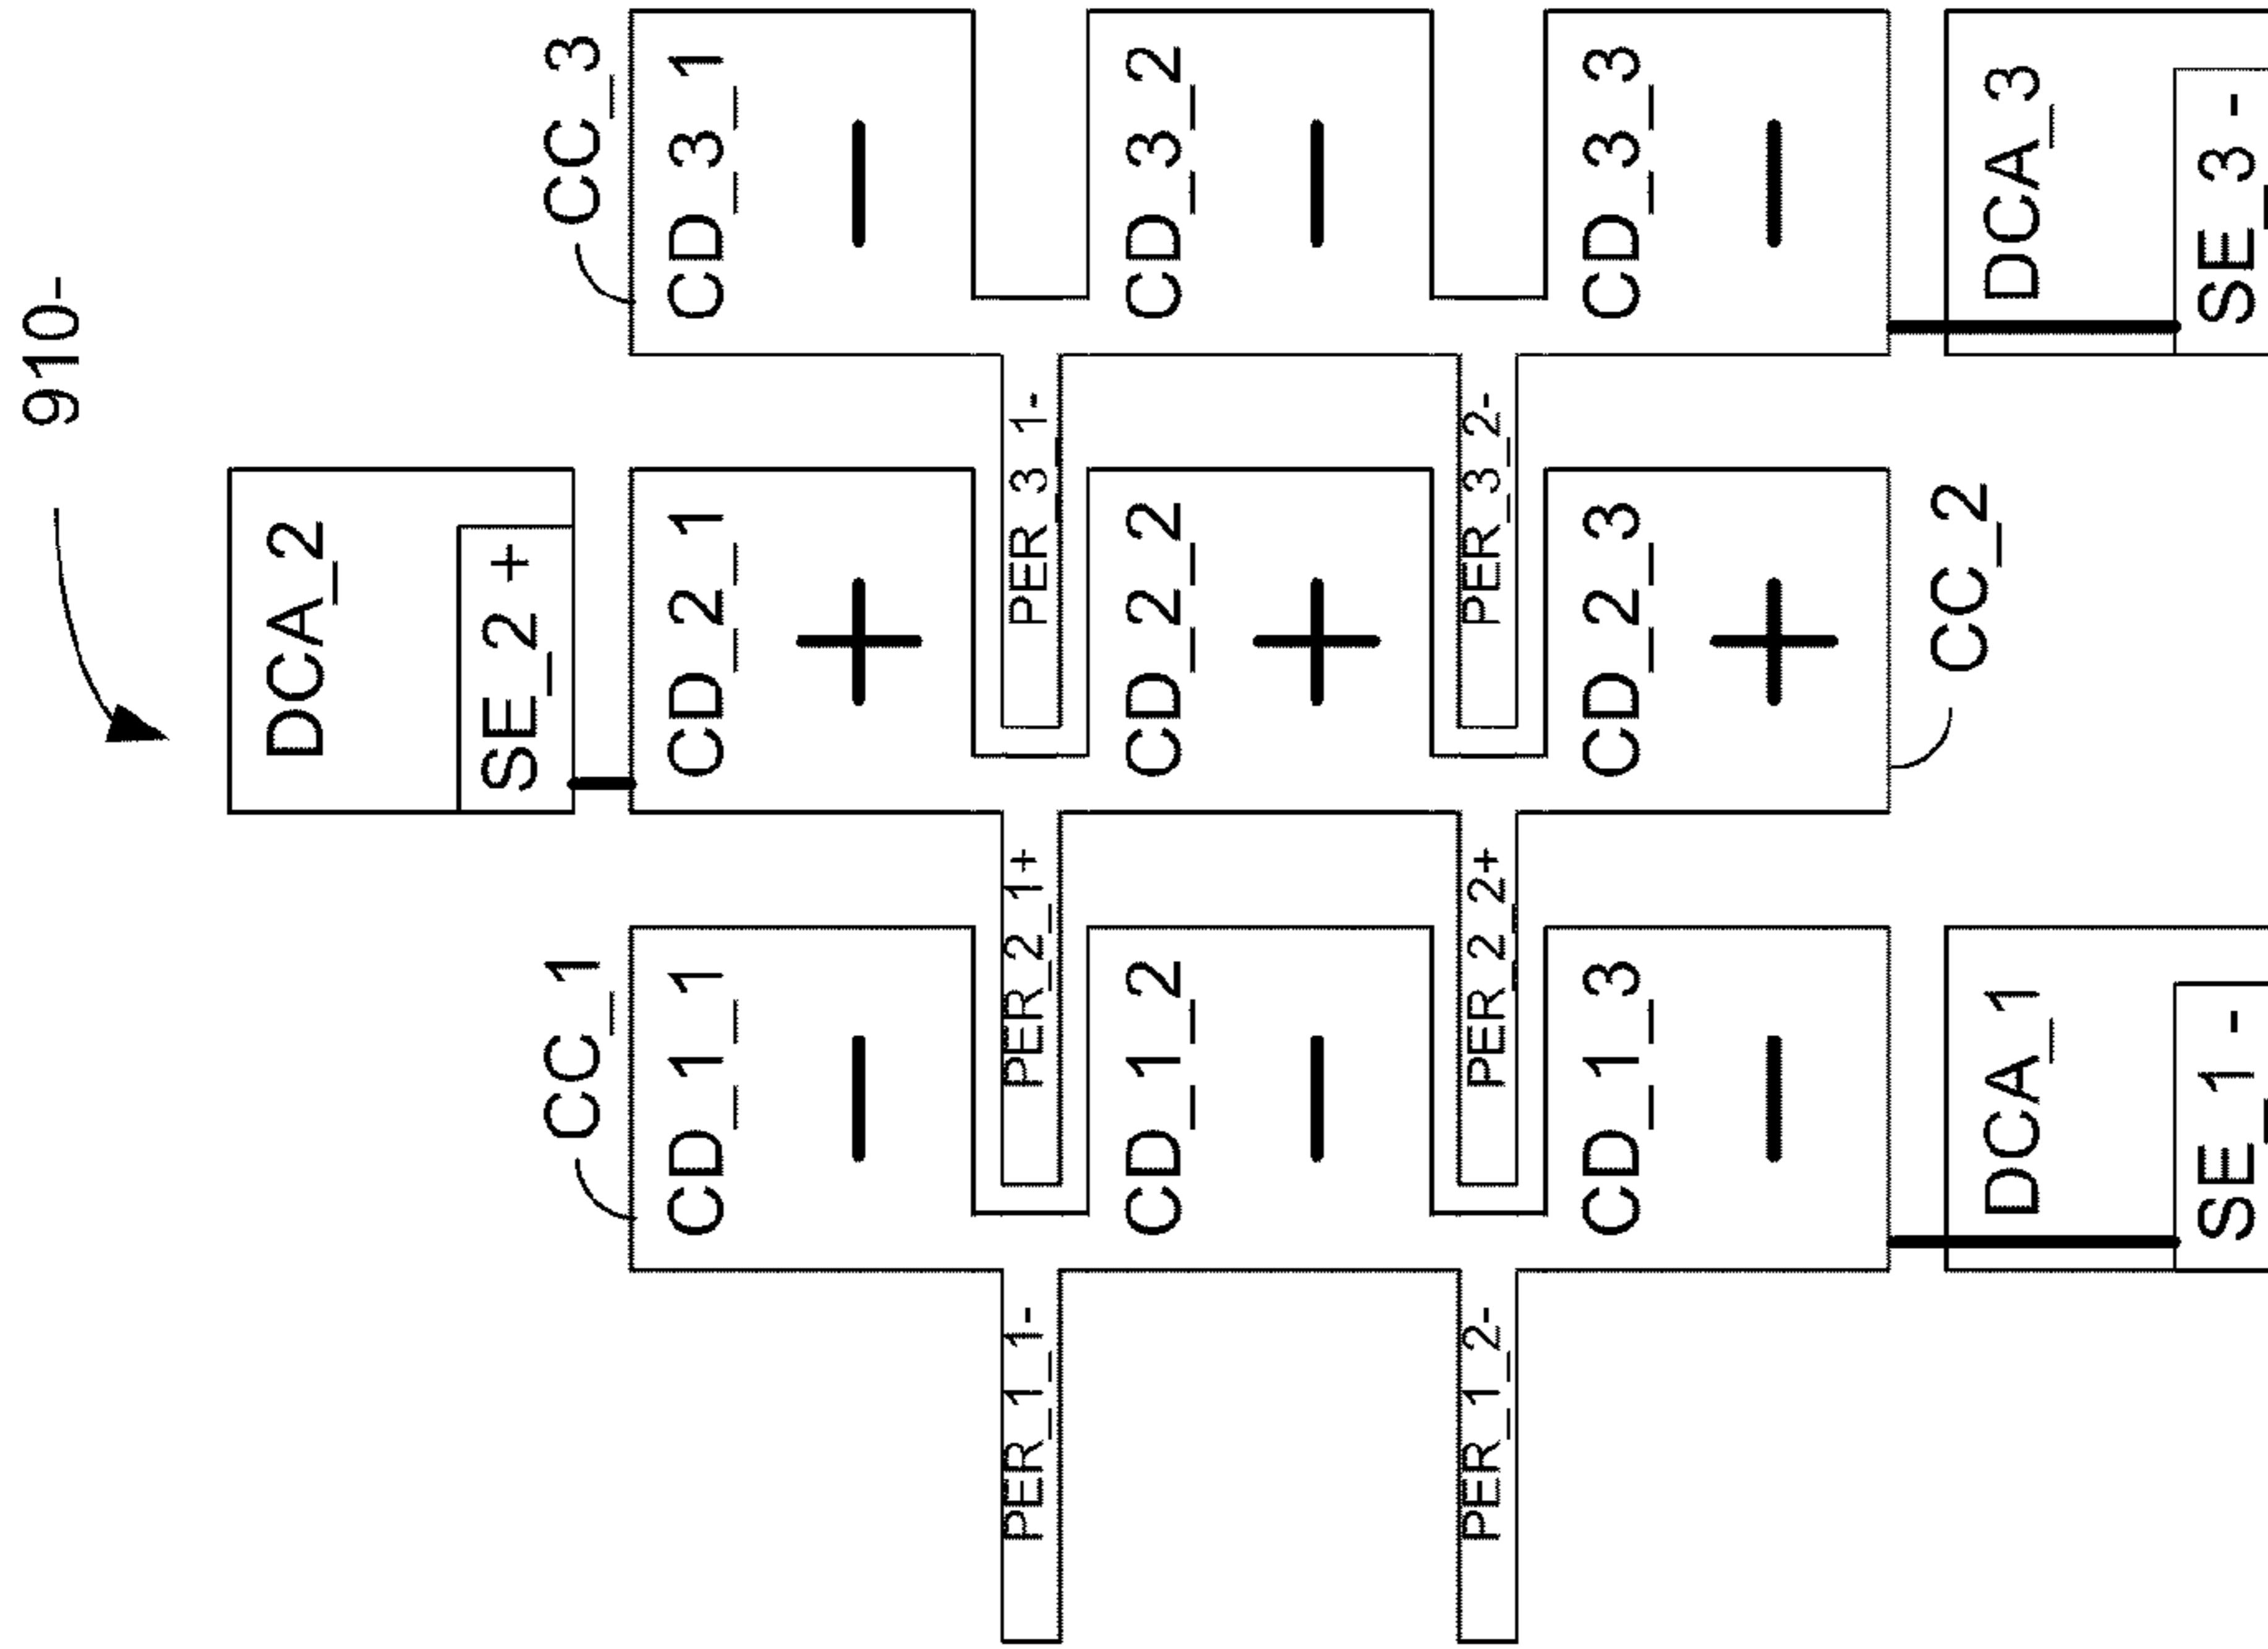 910-
DCA_2
SE_2 +
CC_1
CC_3
CD_1_1
CD_2_1
CD_3_1
−
+
−
PER_1_1-
PER_2_1+
PER_3_1-
CD_1_2
CD_2_2
CD_3_2
−
+
−
PER_1_2-
PER_2_2+
PER_3_2-
CD_1_3
CD_2_3
CD_3_3
−
+
−
CC_2
DCA_1
DCA_3
SE_1 -
SE_3 -